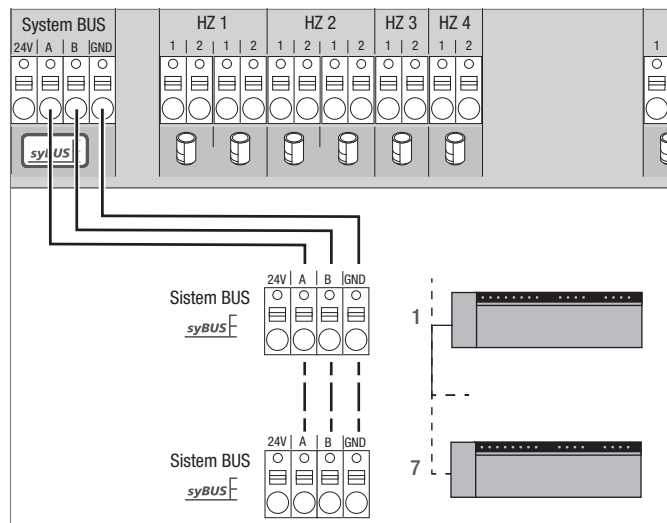 System BUS HZ 1 HZ 2 HZ 3 HZ 4
24V A B GND 1 2 1 2 1 2 1 2 1 2 1 2 1
syBUS
24V A B GND
Sistem BUS
syBUS
1
24V A B GND
Sistem BUS
syBUS
7